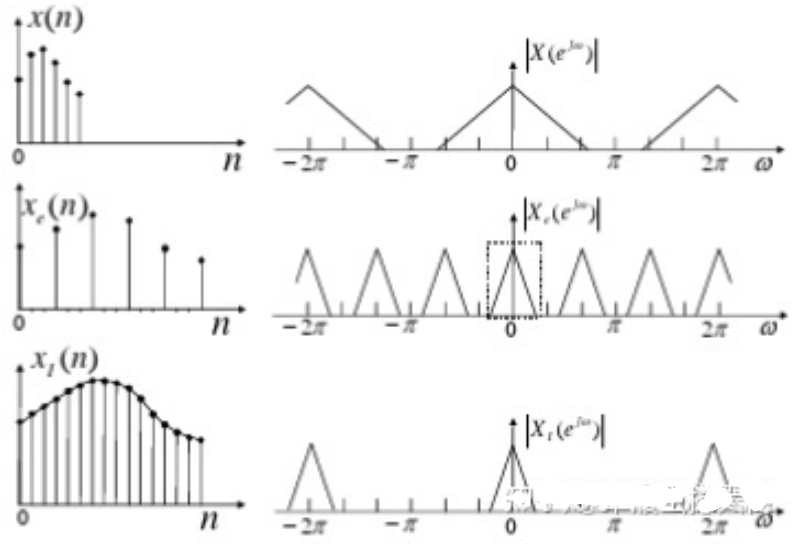 x(n)
|X(e^{jω})|
0
n
−2π
−π
0
π
2π
ω
x_e(n)
|X_e(e^{jω})|
0
n
−2π
−π
0
π
2π
ω
x_I(n)
|X_I(e^{jω})|
0
n
−2π
−π
0
π
2π
ω